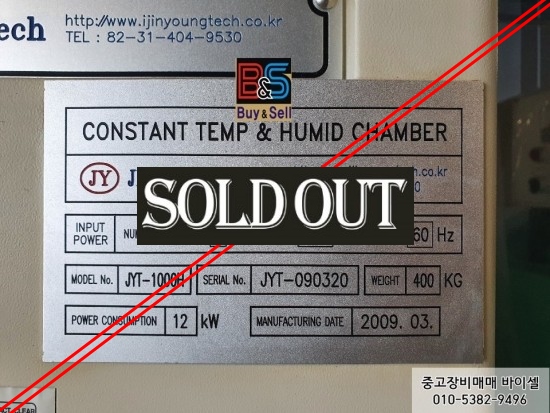 ech
http://www.ijinyoungtech.co.kr
TEL : 82-31-404-9530
B&S
Buy & Sell
CONSTANT TEMP & HUMID CHAMBER
JY
SOLD OUT
INPUT POWER
60 Hz
MODEL No. JYT-1000H SERIAL No. JYT-090320 WEIGHT 400 KG
POWER CONSUMPTION 12 kW MANUFACTURING DATE 2009. 03.
중고장비매매 바이셀
010-5382-9496